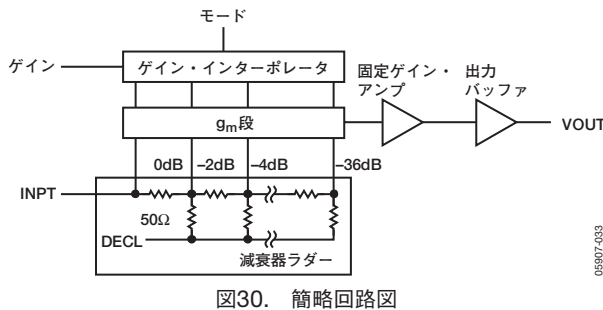 モード
ゲイン
ゲイン・インターポレータ
固定ゲイン・
アンプ
出力
バッファ
gm段
VOUT
0dB
–2dB
–4dB
–36dB
INPT
50Ω
DECL
減衰器ラダー
05907-033
図30. 簡略回路図